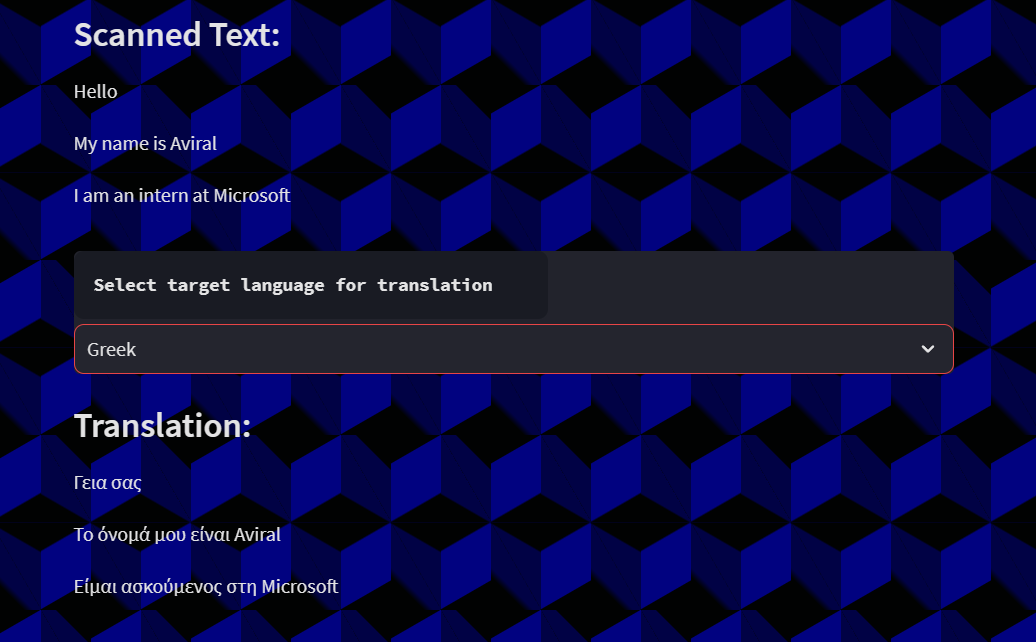 Scanned Text:
Hello
My name is Aviral
I am an intern at Microsoft
Select target language for translation
Greek
Translation:
Γεια σας
Το όνομά μου είναι Aviral
Είμαι ασκούμενος στη Microsoft